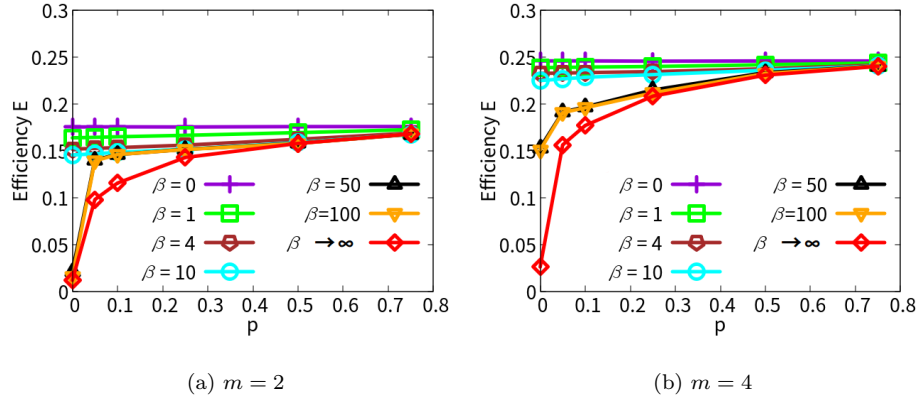 0.3
0.25
0.2
0.15
0.1
0.05
0
Efficiency E
β = 0
β = 1
β = 4
β = 10
β = 50
β=100
β → ∞
0 0.1 0.2 0.3 0.4 0.5 0.6 0.7 0.8
p
(a) m = 2
0.3
0.25
0.2
0.15
0.1
0.05
0
Efficiency E
β = 0
β = 1
β = 4
β = 10
β = 50
β=100
β → ∞
0 0.1 0.2 0.3 0.4 0.5 0.6 0.7 0.8
p
(b) m = 4